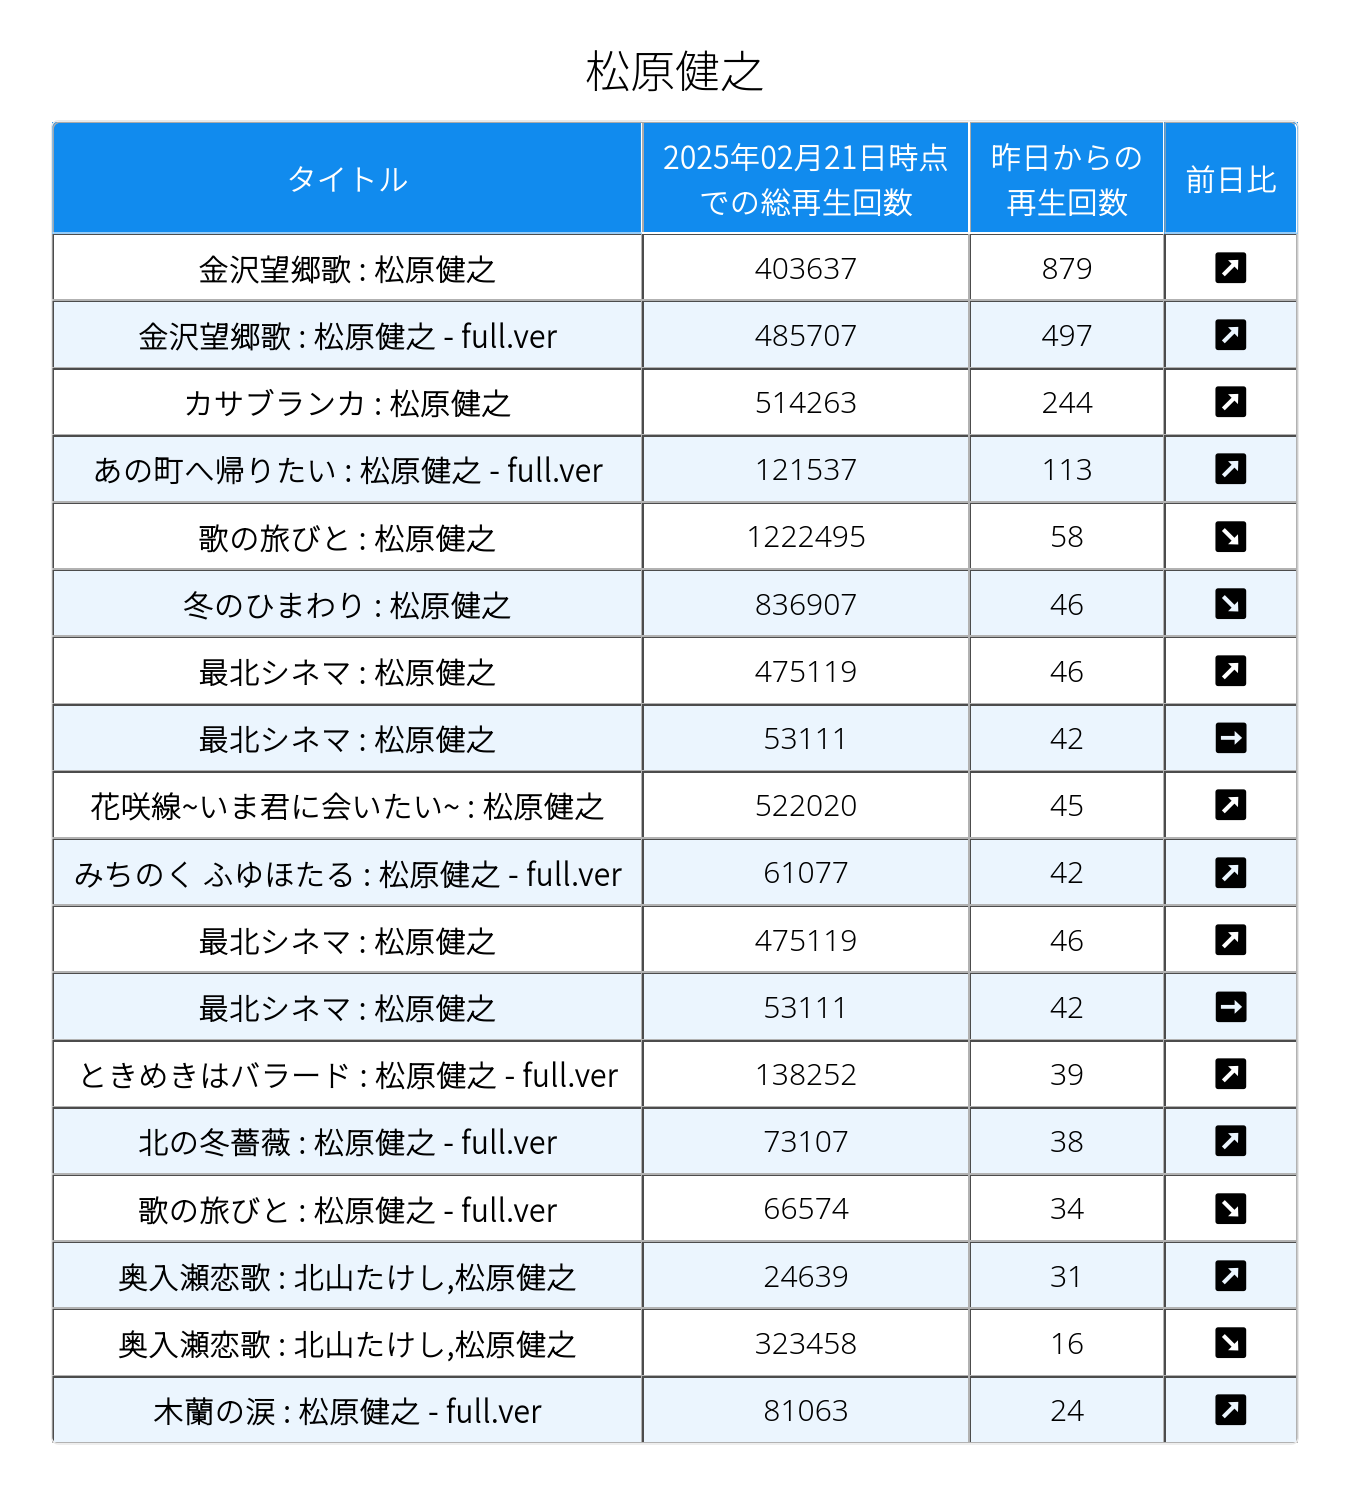 松原健之
タイトル
2025年02月21日時点
での総再生回数
昨日からの
再生回数
前日比
金沢望郷歌 : 松原健之 403637 879 ↗
金沢望郷歌 : 松原健之 - full.ver 485707 497 ↗
カサブランカ : 松原健之 514263 244 ↗
あの町へ帰りたい : 松原健之 - full.ver 121537 113 ↗
歌の旅びと : 松原健之 1222495 58 ↘
冬のひまわり : 松原健之 836907 46 ↘
最北シネマ : 松原健之 475119 46 ↗
最北シネマ : 松原健之 53111 42 →
花咲線~いま君に会いたい~ : 松原健之 522020 45 ↗
みちのく ふゆほたる : 松原健之 - full.ver 61077 42 ↗
最北シネマ : 松原健之 475119 46 ↗
最北シネマ : 松原健之 53111 42 →
ときめきはバラード : 松原健之 - full.ver 138252 39 ↗
北の冬薔薇 : 松原健之 - full.ver 73107 38 ↗
歌の旅びと : 松原健之 - full.ver 66574 34 ↘
奥入瀬恋歌 : 北山たけし,松原健之 24639 31 ↗
奥入瀬恋歌 : 北山たけし,松原健之 323458 16 ↘
木蘭の涙 : 松原健之 - full.ver 81063 24 ↗